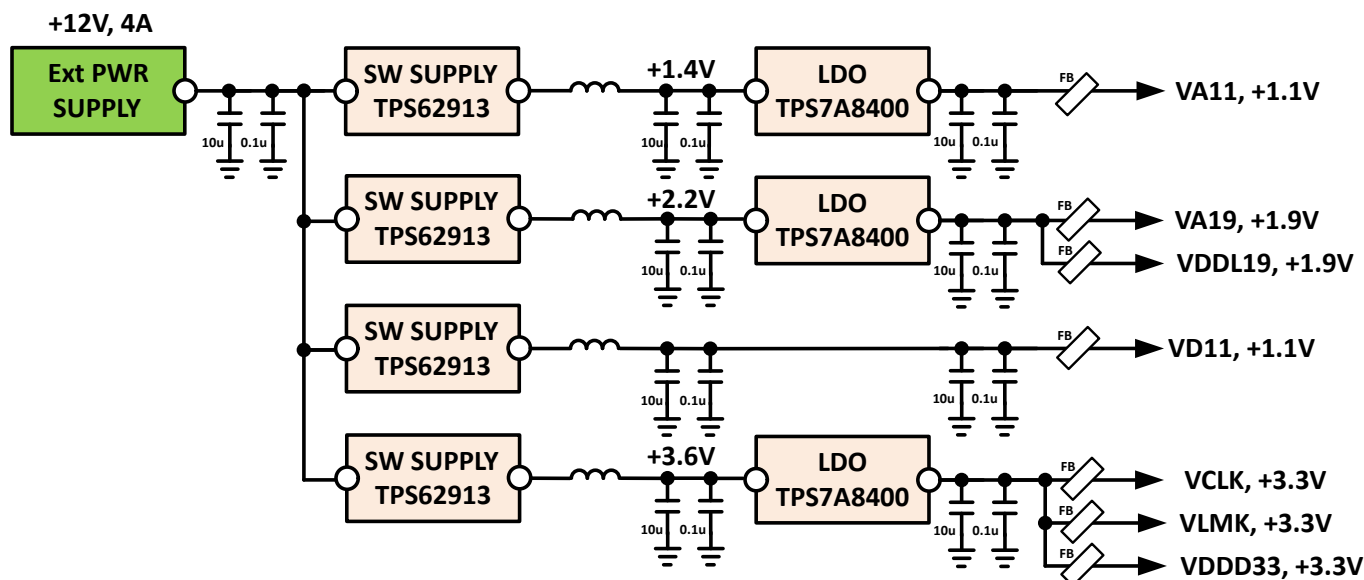 +12V, 4A
Ext PWR
SUPPLY
10u
0.1u
SW SUPPLY
TPS62913
+1.4V
10u
0.1u
LDO
TPS7A8400
10u
0.1u
FB
VA11, +1.1V
SW SUPPLY
TPS62913
+2.2V
10u
0.1u
LDO
TPS7A8400
10u
0.1u
FB
VA19, +1.9V
FB
VDDL19, +1.9V
SW SUPPLY
TPS62913
10u
0.1u
10u
0.1u
FB
VD11, +1.1V
SW SUPPLY
TPS62913
+3.6V
10u
0.1u
LDO
TPS7A8400
10u
0.1u
FB
VCLK, +3.3V
FB
VLMK, +3.3V
FB
VDDD33, +3.3V